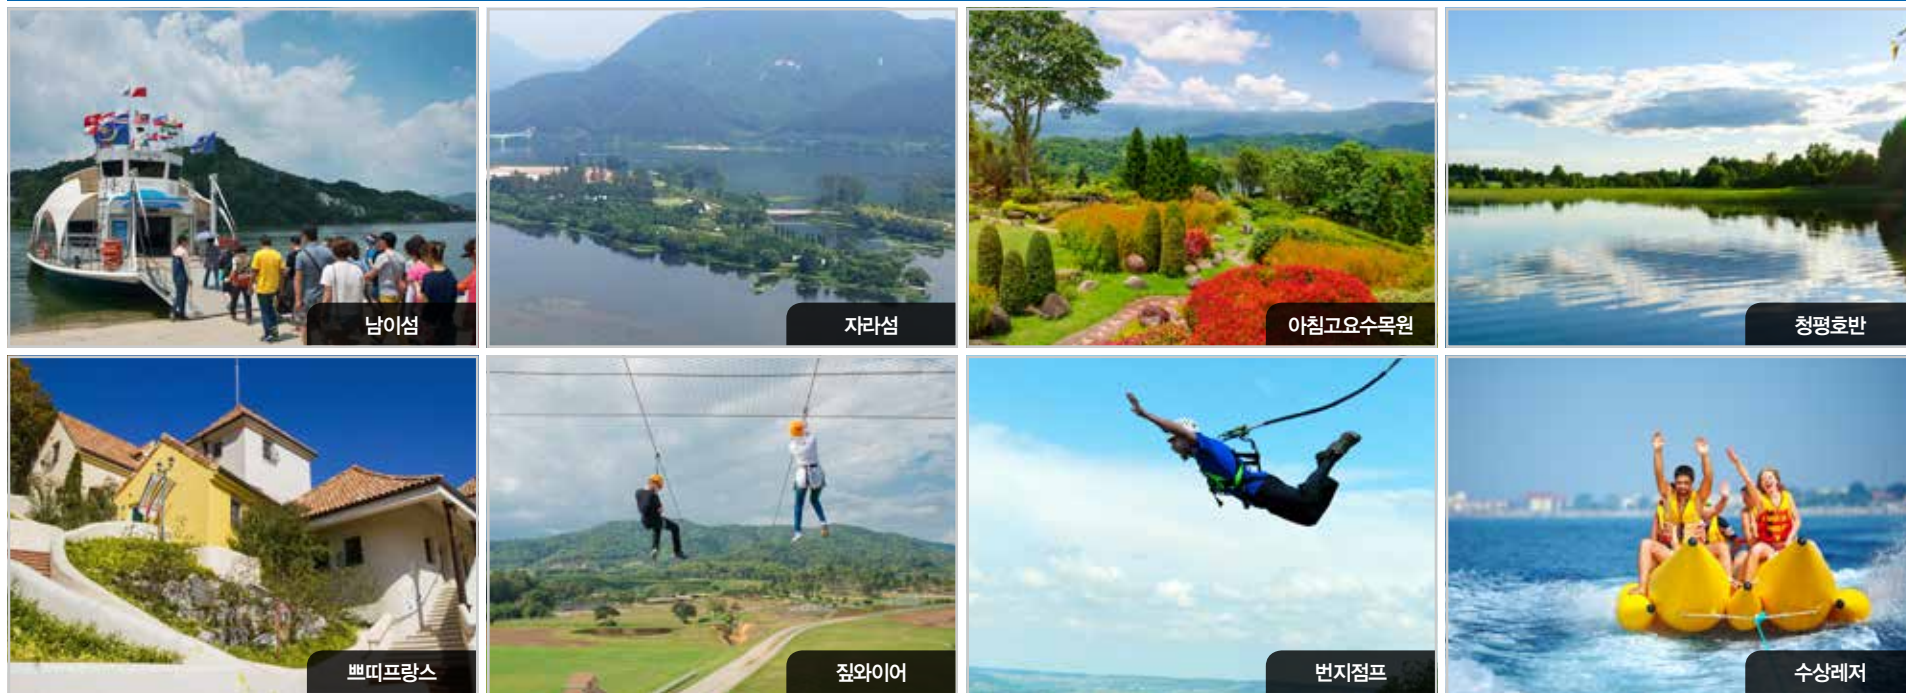 남이섬
자라섬
아침고요수목원
청평호반
쁘띠프랑스
짚와이어
번지점프
수상레저